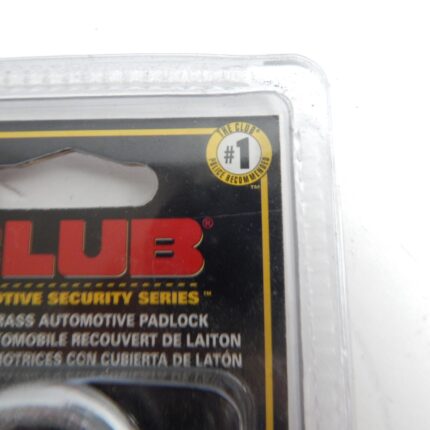 THE CLUB®
#1
POLICE RECOMMENDED
™
CLUB®
OTIVE SECURITY SERIES™
RASS AUTOMOTIVE PADLOCK
TOMOBILE RECOUVERT DE LAITON
MOTRICES CON CUBIERTA DE LATÓN